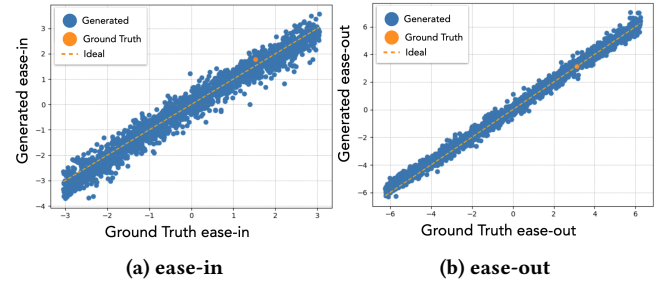 Generated
Ground Truth
Ideal
Generated ease-in
3
2
1
0
−1
−2
−3
−4
−3 −2 −1 0 1 2 3
Ground Truth ease-in
(a) ease-in
Generated
Ground Truth
Ideal
Generated ease-out
6
4
2
0
−2
−4
−6
−6 −4 −2 0 2 4 6
Ground Truth ease-out
(b) ease-out